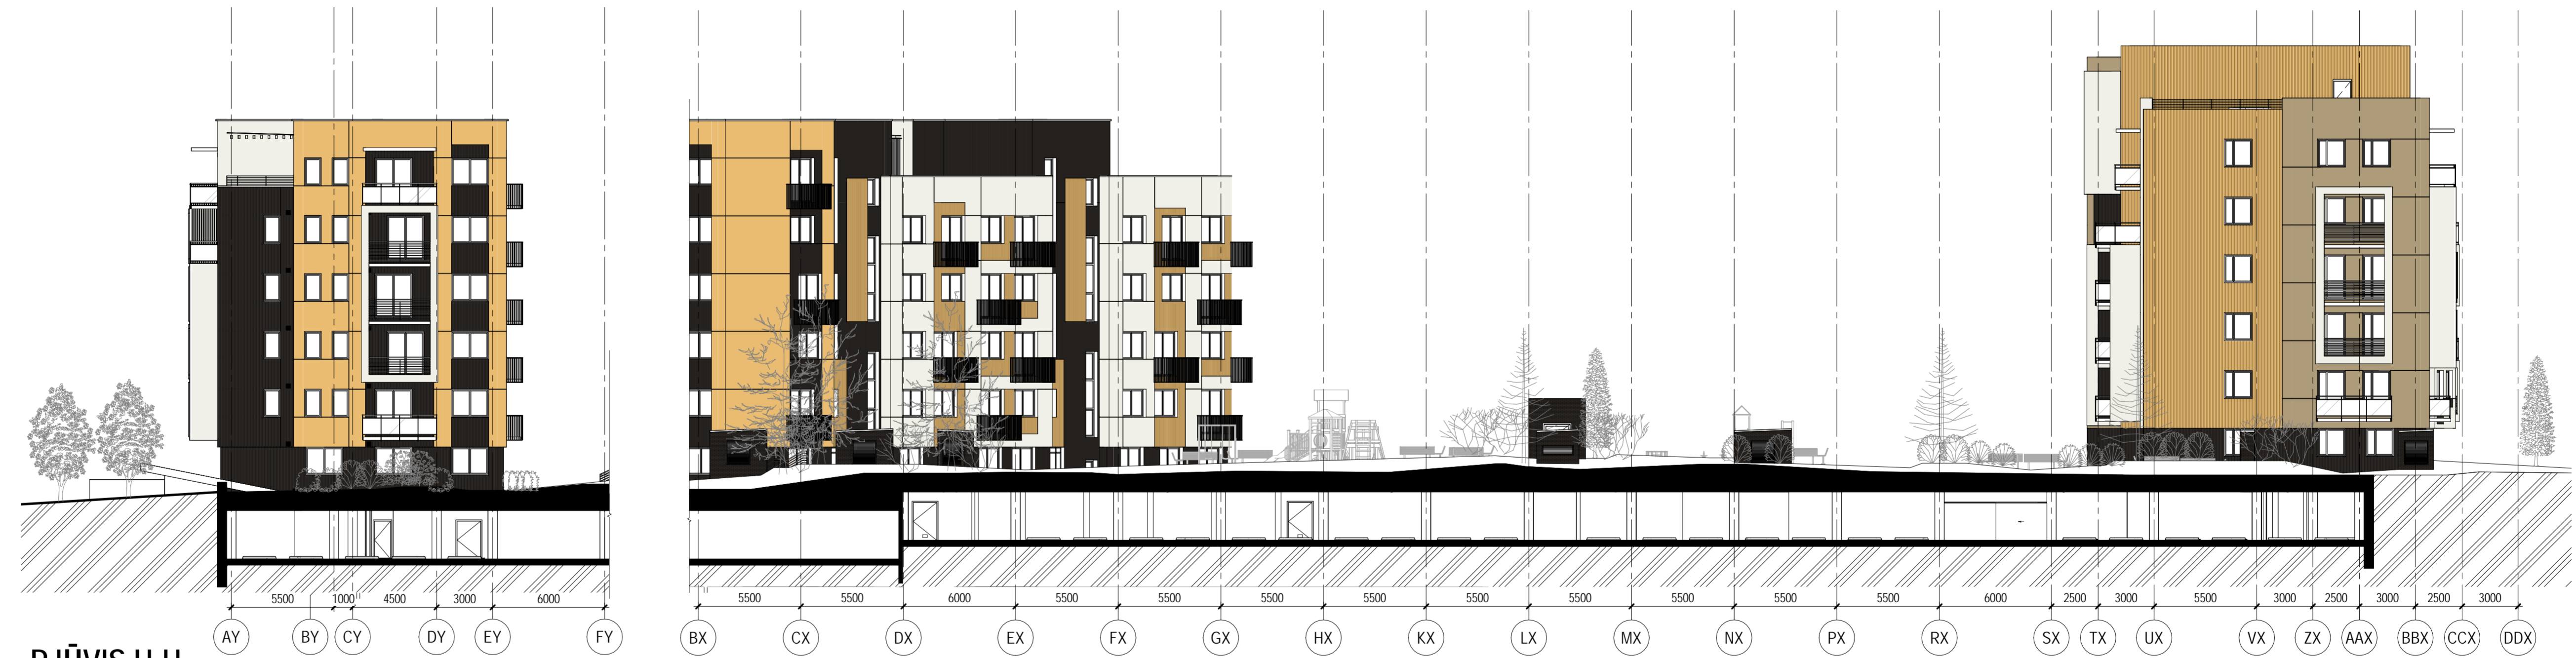 5500 1000 4500 3000 6000 5500 5500 6000 5500 5500 5500 5500 5500 5500 5500 5500 5500 6000 2500 3000 5500 3000 2500 3000 2500 3000
AY BY CY DY EY FY BX CX DX EX FX GX HX KX LX MX NX PX RX SX TX UX VX ZX AAX BBX CCX DDX